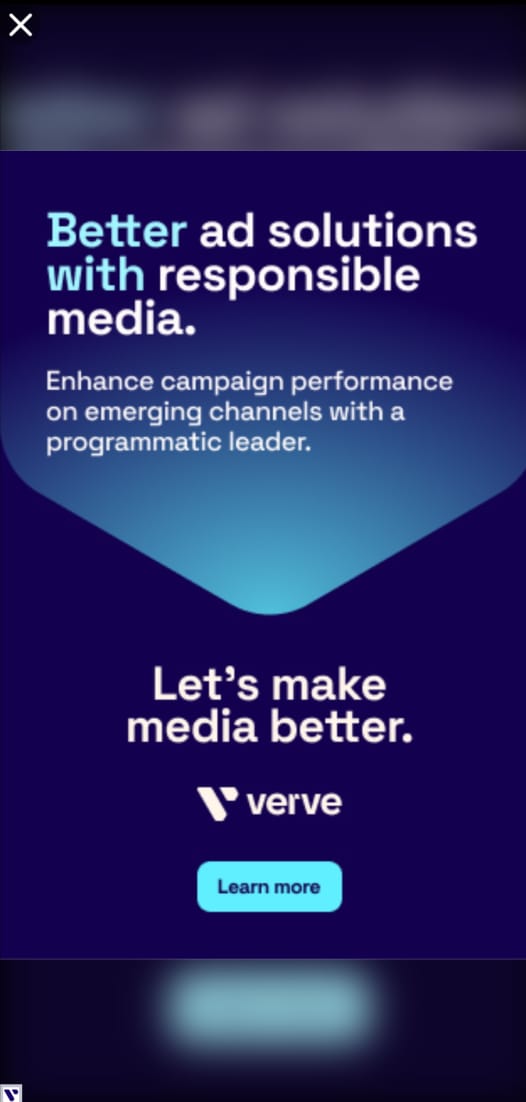 Better ad solutions
with responsible
media.
Enhance campaign performance
on emerging channels with a
programmatic leader.
Let's make
media better.
verve
Learn more